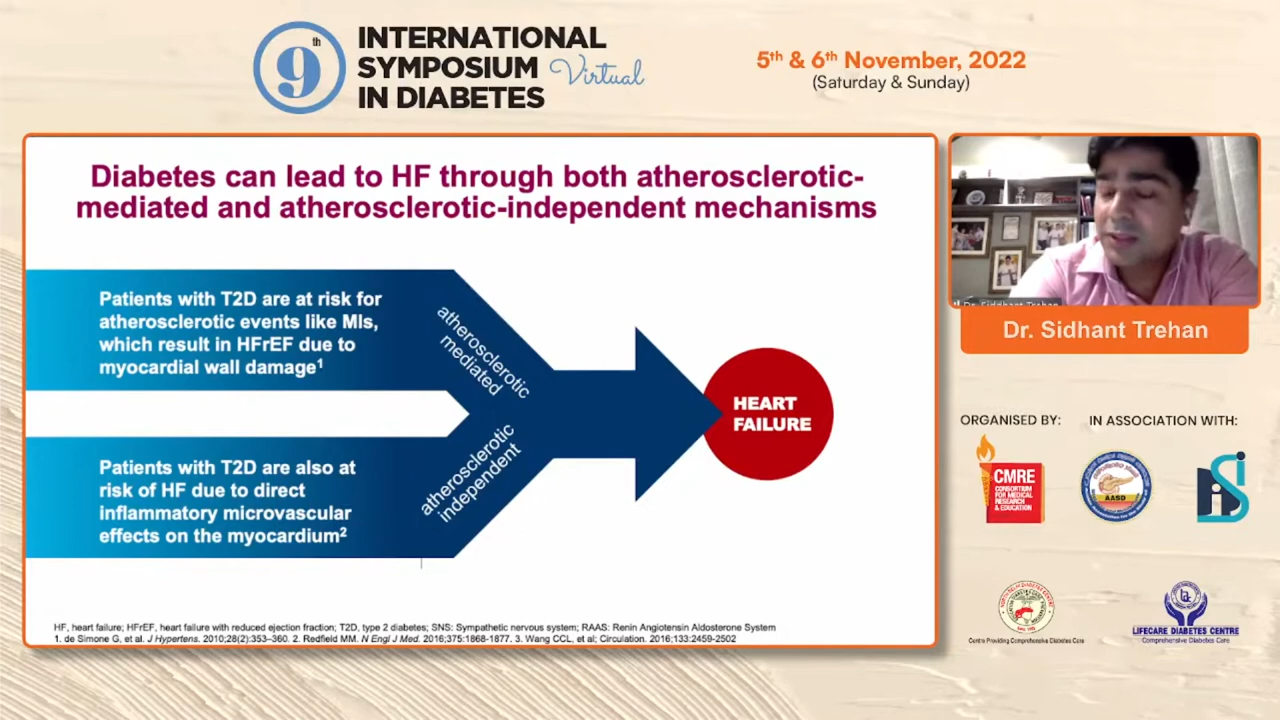 9th
INTERNATIONAL
SYMPOSIUM Virtual
IN DIABETES
5th & 6th November, 2022
(Saturday & Sunday)
Diabetes can lead to HF through both atherosclerotic-
mediated and atherosclerotic-independent mechanisms
Patients with T2D are at risk for
atherosclerotic events like MIs,
which result in HFrEF due to
myocardial wall damage¹
atherosclerotic
mediated
Patients with T2D are also at
risk of HF due to direct
inflammatory microvascular
effects on the myocardium²
atherosclerotic
independent
HEART
FAILURE
HF, heart failure; HFrEF, heart failure with reduced ejection fraction; T2D, type 2 diabetes; SNS: Sympathetic nervous system; RAAS: Renin Angiotensin Aldosterone System
1. de Simone G, et al. J Hypertens. 2010;28(2):353–360. 2. Redfield MM. N Engl J Med. 2016;375:1868-1877. 3. Wang CCL, et al; Circulation. 2016;133:2459-2502
Dr. Siddhant Trehan
Dr. Sidhant Trehan
ORGANISED BY:
IN ASSOCIATION WITH:
CMRE
CONSORTIUM
FOR MEDICAL
RESEARCH
& EDUCATION
AASD
Centre Providing Comprehensive Diabetes Care
LIFECARE DIABETES CENTRE
Comprehensive Diabetes Care